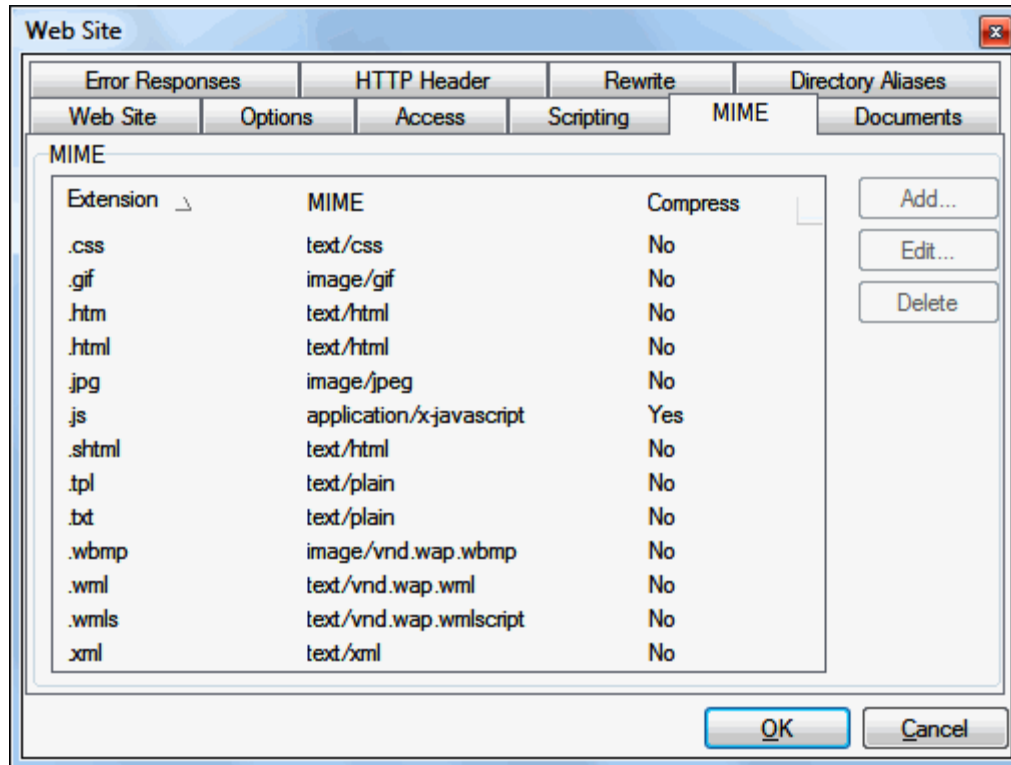 Web Site
Error Responses HTTP Header Rewrite Directory Aliases
Web Site Options Access Scripting MIME Documents
MIME
Extension MIME Compress
.css text/css No
.gif image/gif No
.htm text/html No
.html text/html No
.jpg image/jpeg No
.js application/x-javascript Yes
.shtml text/html No
.tpl text/plain No
.txt text/plain No
.wbmp image/vnd.wap.wbmp No
.wml text/vnd.wap.wml No
.wmls text/vnd.wap.wmlscript No
.xml text/xml No
Add...
Edit...
Delete
OK Cancel